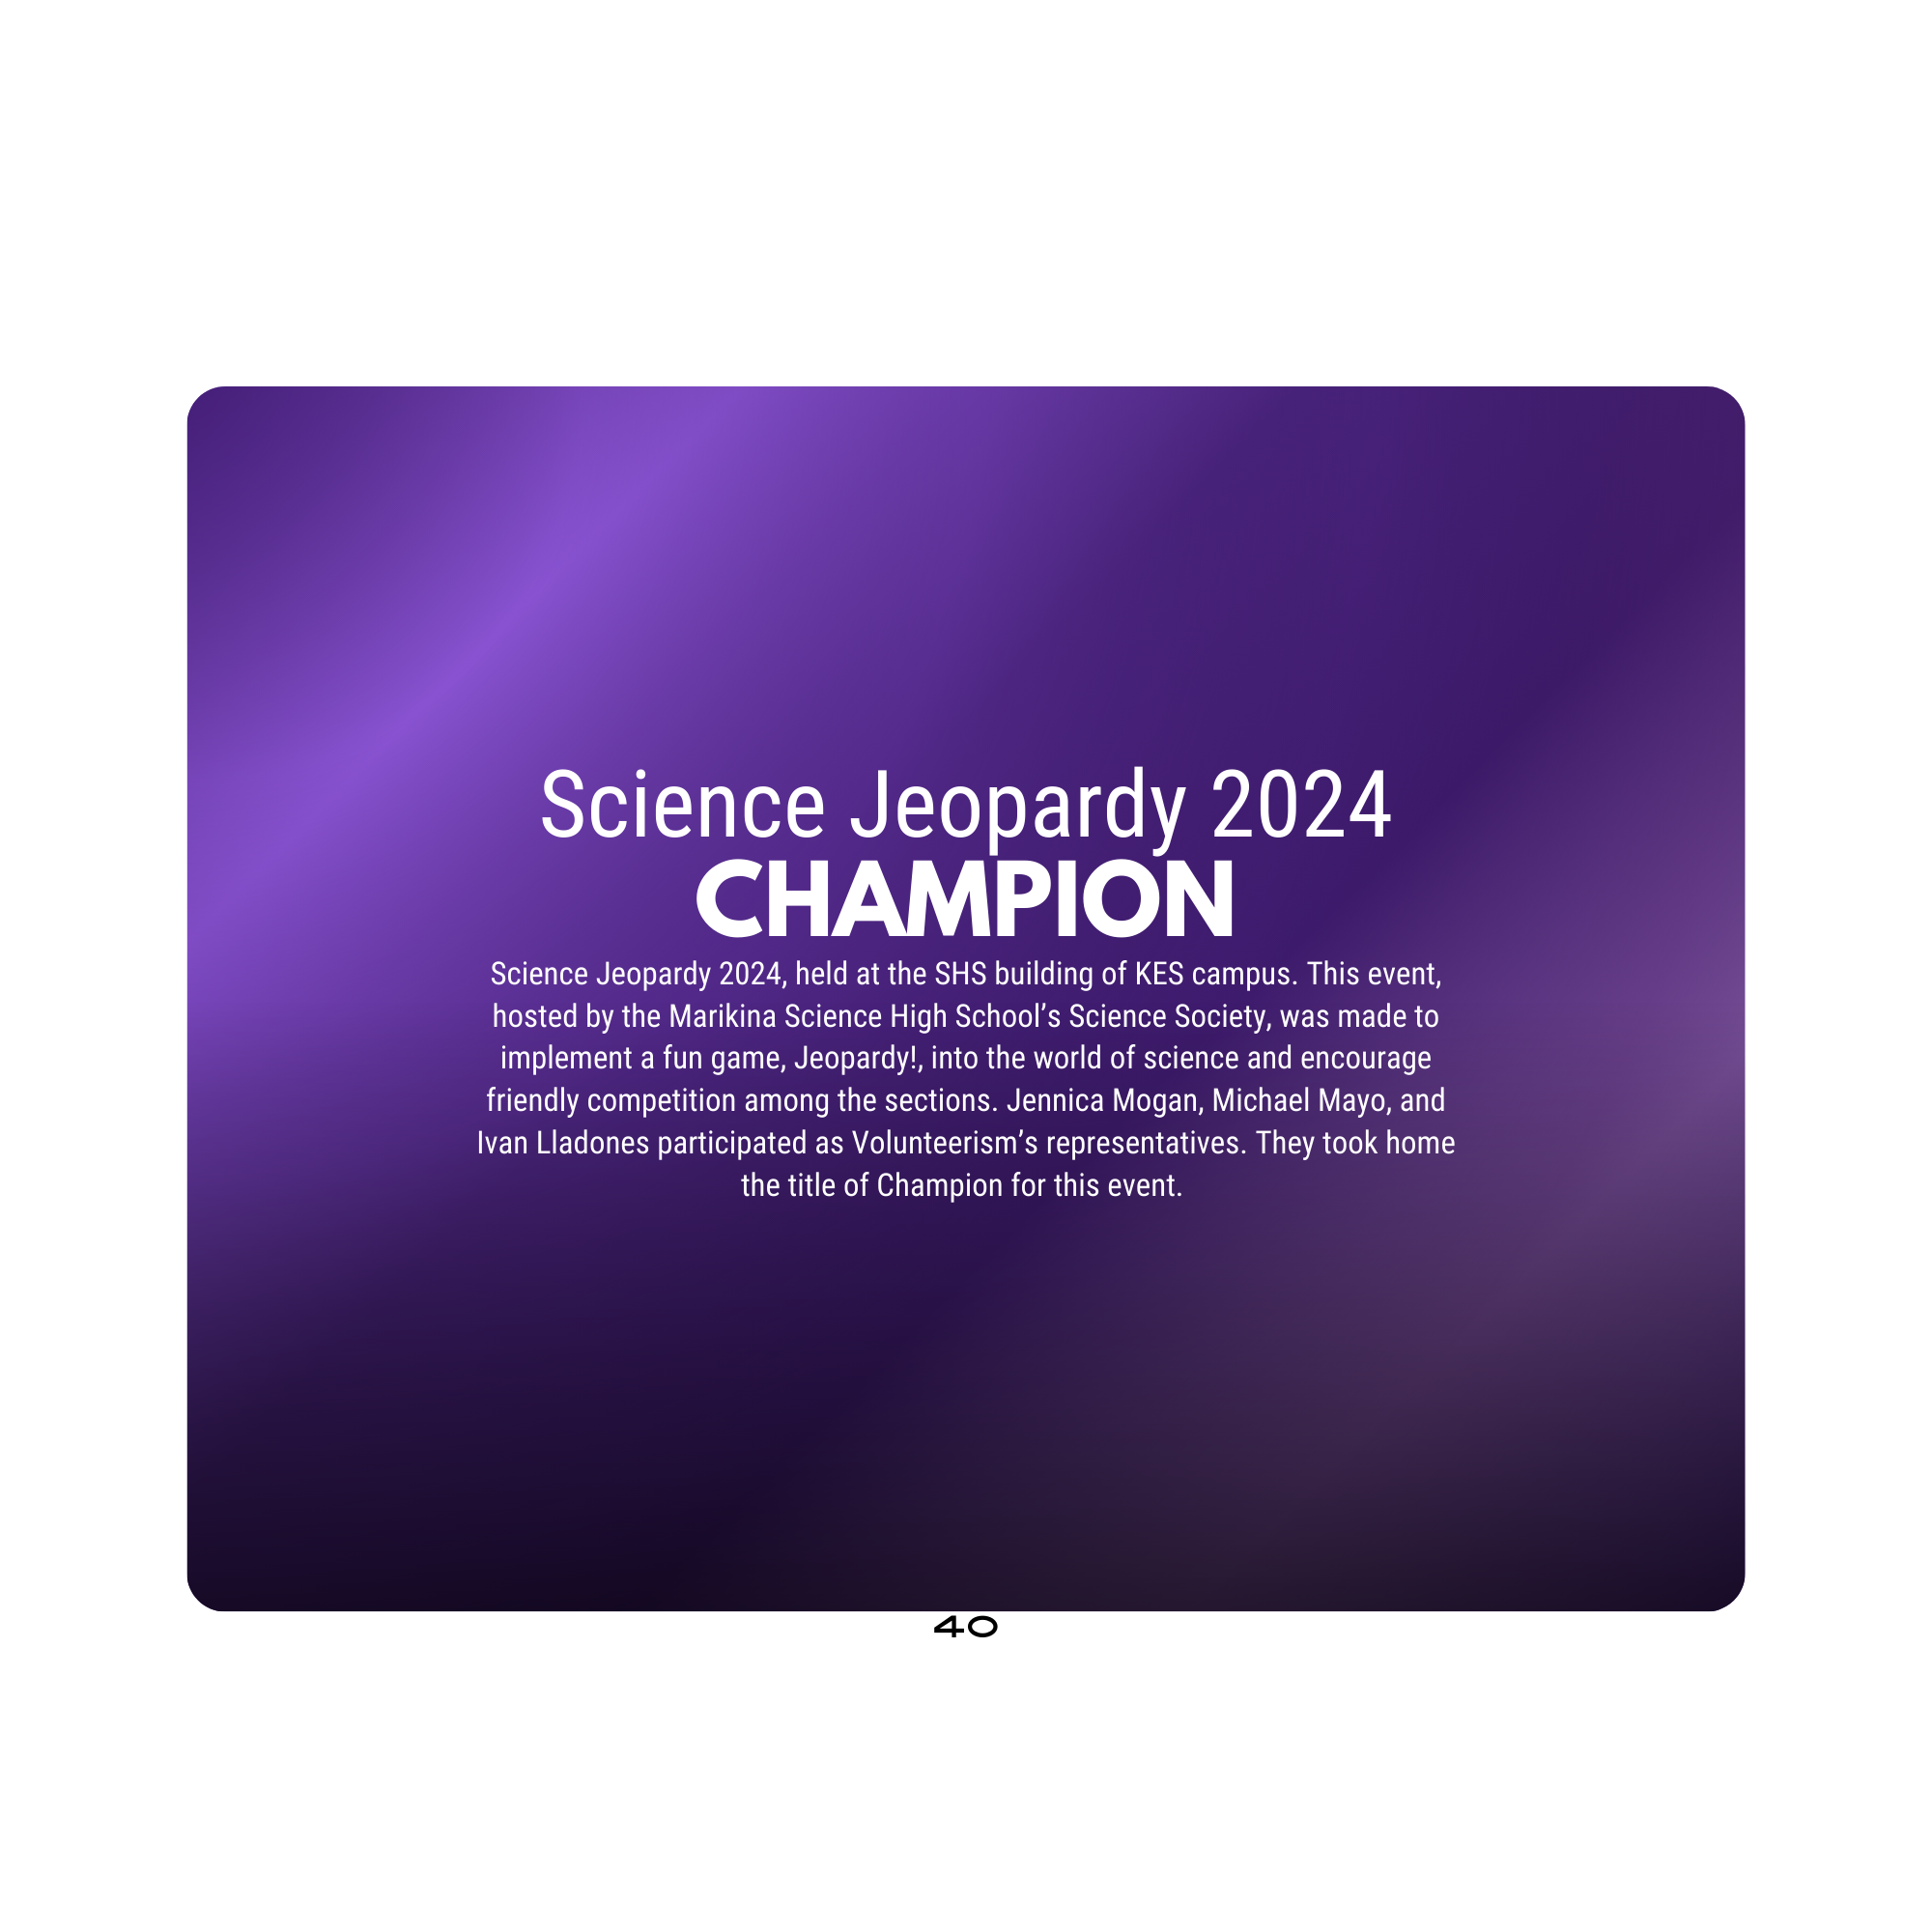 Science Jeopardy 2024
CHAMPION
Science Jeopardy 2024, held at the SHS building of KES campus. This event,
hosted by the Marikina Science High School’s Science Society, was made to
implement a fun game, Jeopardy!, into the world of science and encourage
friendly competition among the sections. Jennica Mogan, Michael Mayo, and
Ivan Lladones participated as Volunteerism’s representatives. They took home
the title of Champion for this event.
40